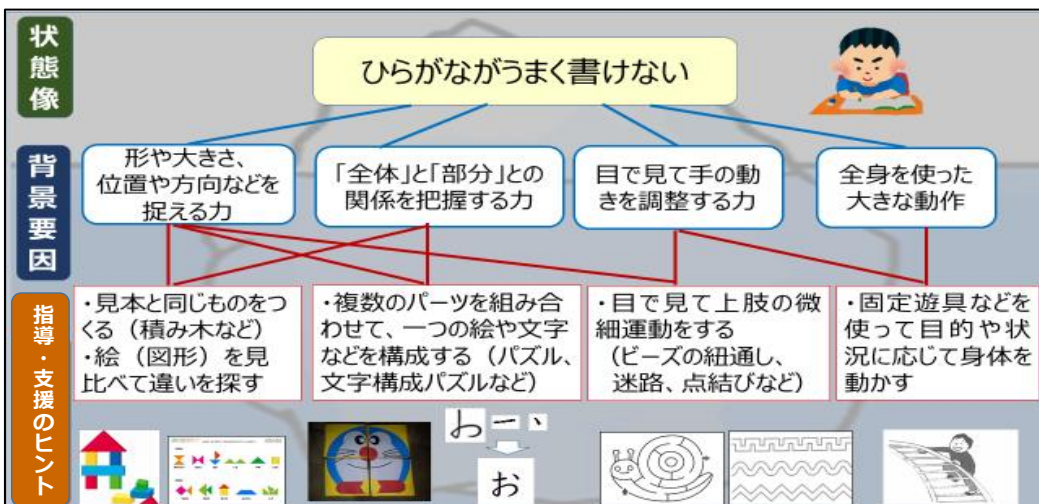 状態像
ひらがながうまく書けない
背景要因
形や大きさ、
位置や方向などを
捉える力
「全体」と「部分」との
関係を把握する力
目で見て手の動
きを調整する力
全身を使った
大きな動作
指導・支援のヒント
・見本と同じものをつ
くる（積み木など）
・絵（図形）を見
比べて違いを探す
・複数のパーツを組み合
わせて、一つの絵や文字
などを構成する（パズル、
文字構成パズルなど）
・目で見て上肢の微
細運動をする
（ビーズの紐通し、
迷路、点結びなど）
・固定遊具などを
使って目的や状
況に応じて身体を
動かす
お